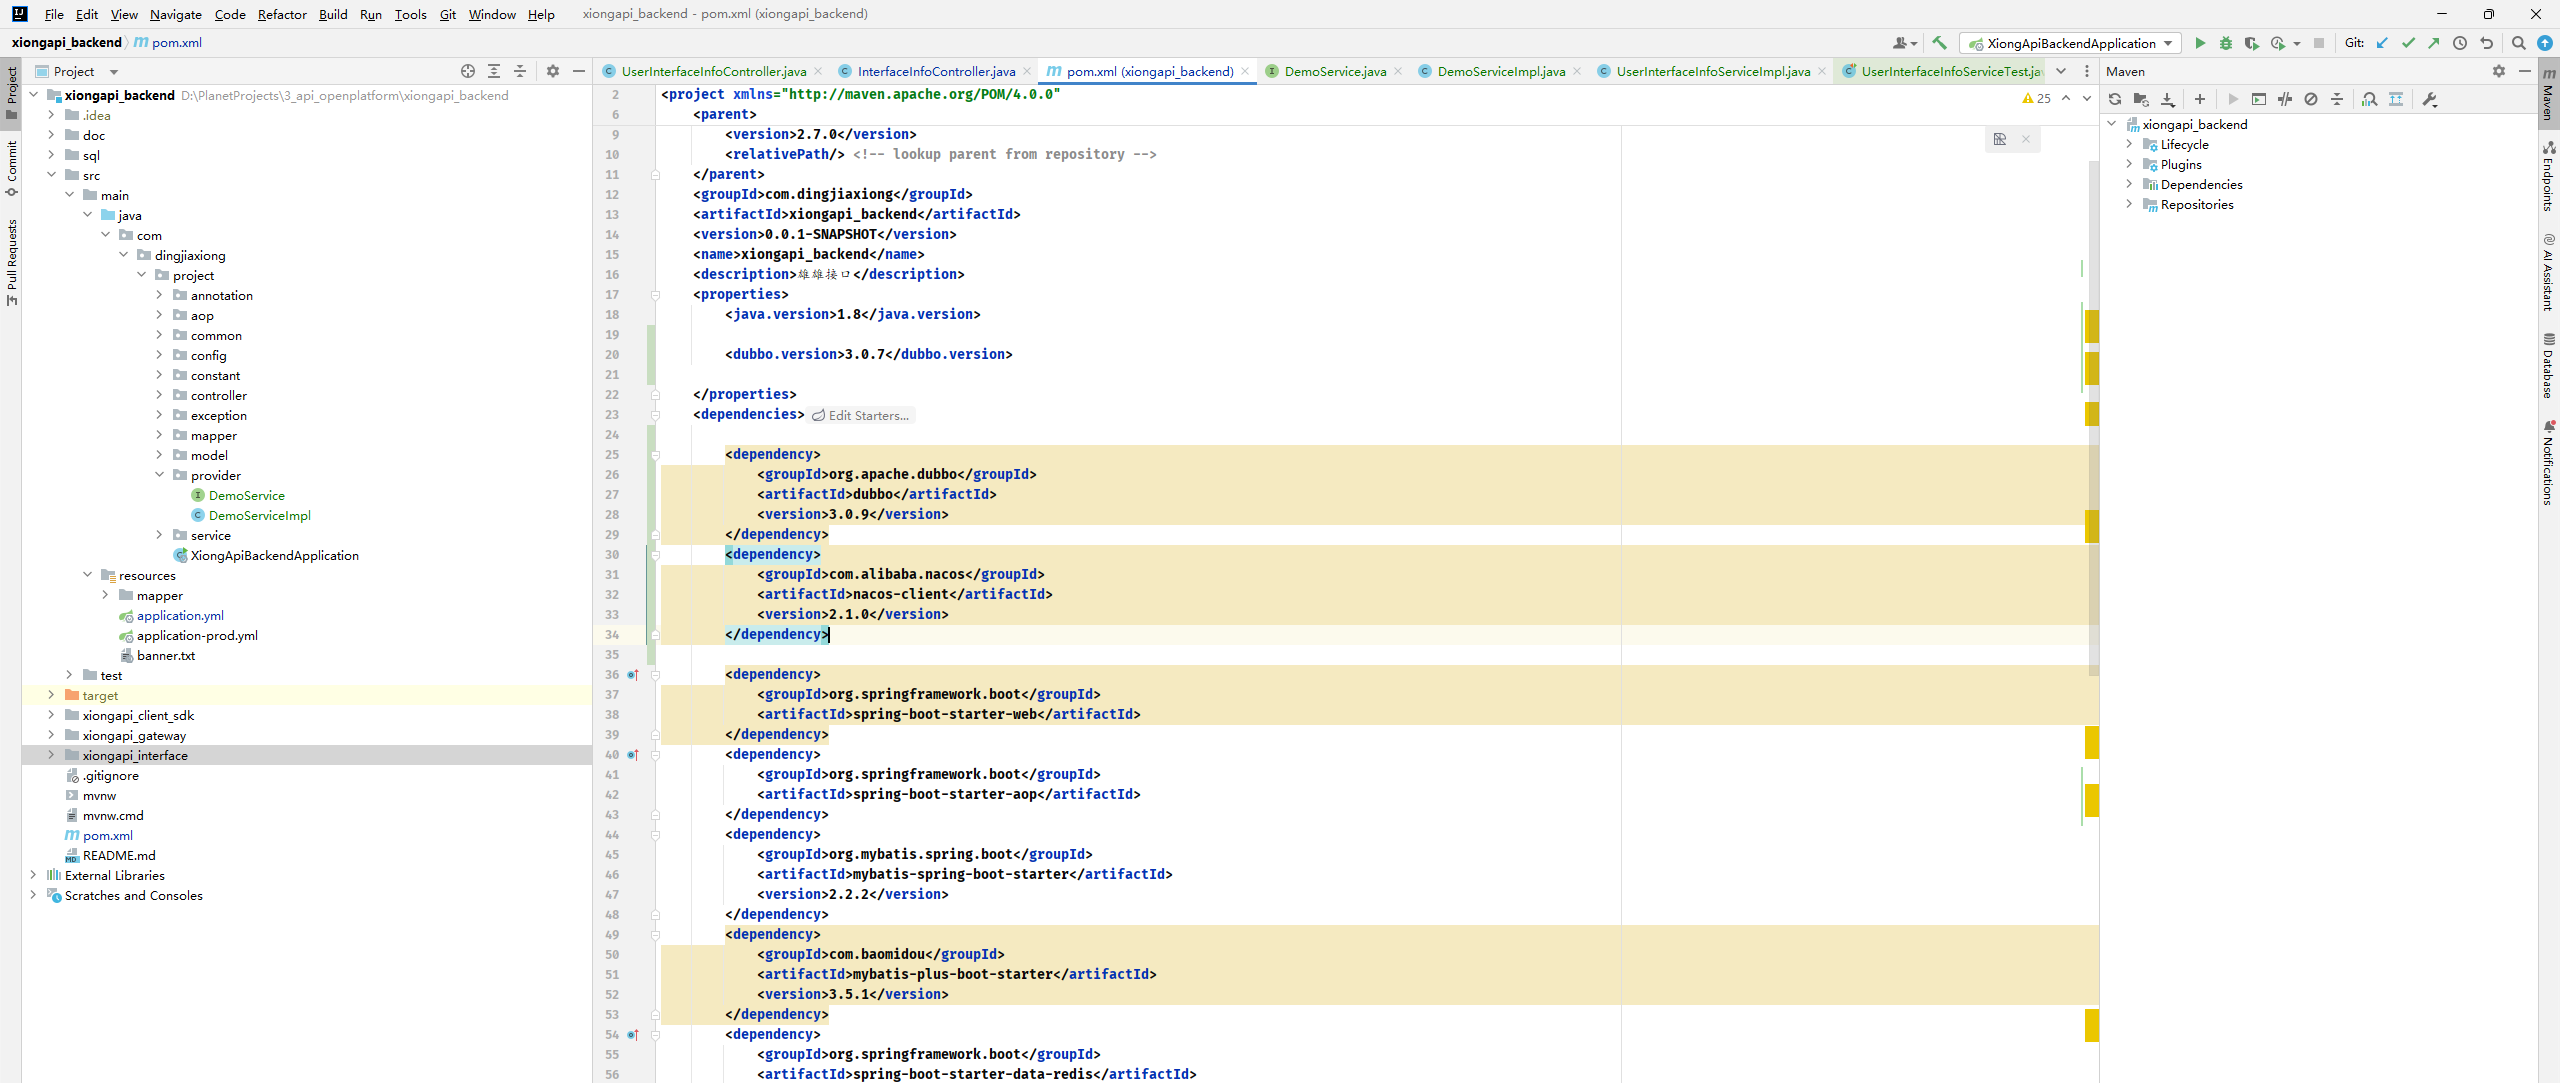 File Edit View Navigate Code Refactor Build Run Tools Git Window Help xiongapi_backend - pom.xml (xiongapi_backend)
xiongapi_backend pom.xml
XiongApiBackendApplication
Git:
Project
UserInterfaceInfoController.java
InterfaceInfoController.java
pom.xml (xiongapi_backend)
DemoService.java
DemoServiceImpl.java
UserInterfaceInfoServiceImpl.java
UserInterfaceInfoServiceTest.ja
Maven
Project
Commit
Pull Requests
xiongapi_backend D:\PlanetProjects\3_api_openplatform\xiongapi_backend
.idea
doc
sql
src
main
java
com
dingjiaxiong
project
annotation
aop
common
config
constant
controller
exception
mapper
model
provider
DemoService
DemoServiceImpl
service
XiongApiBackendApplication
resources
mapper
application.yml
application-prod.yml
banner.txt
test
target
xiongapi_client_sdk
xiongapi_gateway
xiongapi_interface
.gitignore
mvnw
mvnw.cmd
pom.xml
README.md
External Libraries
Scratches and Consoles
25
2 <project xmlns="http://maven.apache.org/POM/4.0.0"
6 <parent>
9 <version>2.7.0</version>
10 <relativePath/> <!-- lookup parent from repository -->
11 </parent>
12 <groupId>com.dingjiaxiong</groupId>
13 <artifactId>xiongapi_backend</artifactId>
14 <version>0.0.1-SNAPSHOT</version>
15 <name>xiongapi_backend</name>
16 <description>雄雄接口</description>
17 <properties>
18 <java.version>1.8</java.version>
19
20 <dubbo.version>3.0.7</dubbo.version>
21
22 </properties>
23 <dependencies> Edit Starters...
24
25 <dependency>
26 <groupId>org.apache.dubbo</groupId>
27 <artifactId>dubbo</artifactId>
28 <version>3.0.9</version>
29 </dependency>
30 <dependency>
31 <groupId>com.alibaba.nacos</groupId>
32 <artifactId>nacos-client</artifactId>
33 <version>2.1.0</version>
34 </dependency>
35
36 <dependency>
37 <groupId>org.springframework.boot</groupId>
38 <artifactId>spring-boot-starter-web</artifactId>
39 </dependency>
40 <dependency>
41 <groupId>org.springframework.boot</groupId>
42 <artifactId>spring-boot-starter-aop</artifactId>
43 </dependency>
44 <dependency>
45 <groupId>org.mybatis.spring.boot</groupId>
46 <artifactId>mybatis-spring-boot-starter</artifactId>
47 <version>2.2.2</version>
48 </dependency>
49 <dependency>
50 <groupId>com.baomidou</groupId>
51 <artifactId>mybatis-plus-boot-starter</artifactId>
52 <version>3.5.1</version>
53 </dependency>
54 <dependency>
55 <groupId>org.springframework.boot</groupId>
56 <artifactId>spring-boot-starter-data-redis</artifactId>
xiongapi_backend
Lifecycle
Plugins
Dependencies
Repositories
Maven
Endpoints
AI Assistant
Database
Notifications